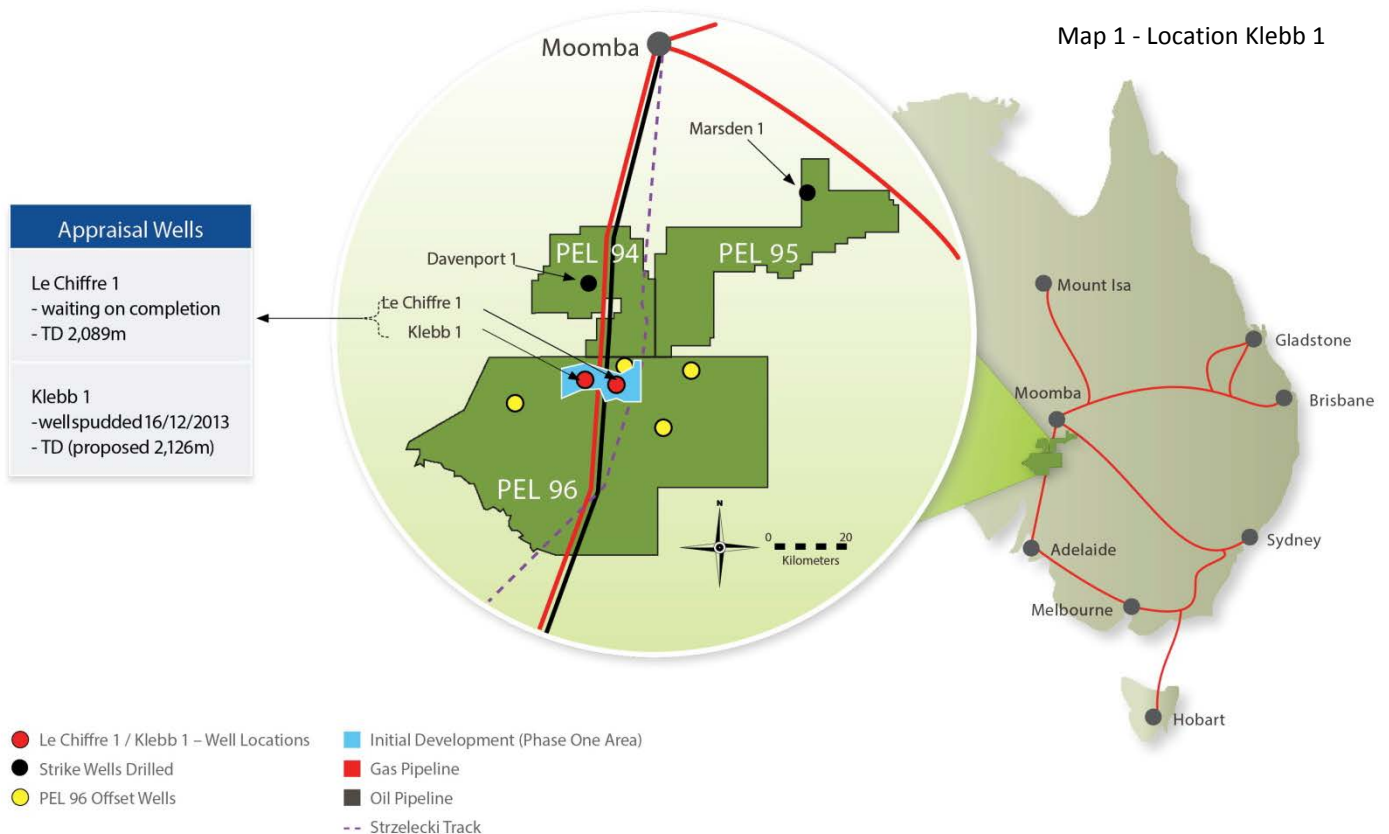 Map 1 - Location Klebb 1
Moomba
Marsden 1
PEL 94
PEL 95
Davenport 1
Le Chiffre 1
Klebb 1
PEL 96
N
0 20
Kilometers
Appraisal Wells
Le Chiffre 1
- waiting on completion
- TD 2,089m
Klebb 1
-wellspudded16/12/2013
- TD (proposed 2,126m)
Mount Isa
Gladstone
Moomba
Brisbane
Adelaide
Sydney
Melbourne
Hobart
Le Chiffre 1 / Klebb 1 – Well Locations
Strike Wells Drilled
PEL 96 Offset Wells
Initial Development (Phase One Area)
Gas Pipeline
Oil Pipeline
Strzelecki Track